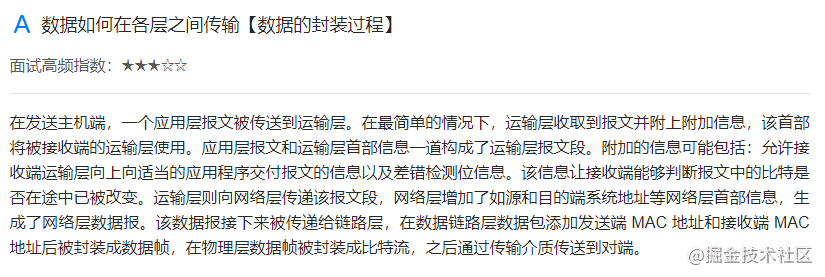 A 数据如何在各层之间传输【数据的封装过程】
面试高频指数：★★★☆☆
在发送主机端，一个应用层报文被传送到运输层。在最简单的情况下，运输层收取到报文并附上附加信息，该首部
将被接收端的运输层使用。应用层报文和运输层首部信息一道构成了运输层报文段。附加的信息可能包括：允许接
收端运输层向上向适当的应用程序交付报文的信息以及差错检测位信息。该信息让接收端能够判断报文中的比特是
否在途中已被改变。运输层则向网络层传递该报文段，网络层增加了如源和目的端系统地址等网络层首部信息，生
成了网络层数据报。该数据报接下来被传递给链路层，在数据链路层数据包添加发送端 MAC 地址和接收端 MAC
地址后被封装成数据帧，在物理层数据帧被封装成比特流，之后通过传输介质传送到对端。
@掘金技术社区